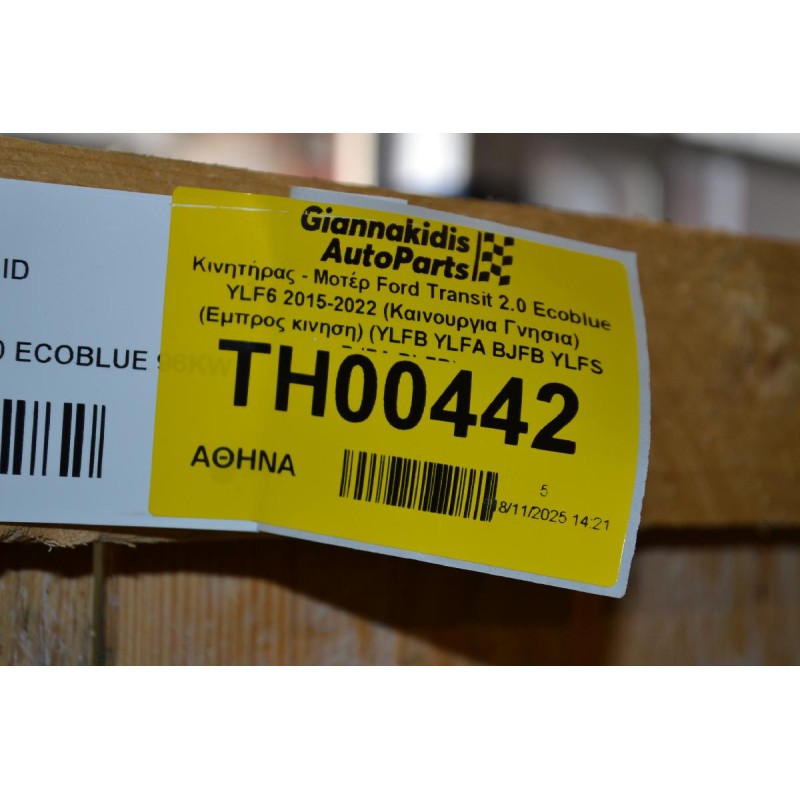 ID
ECOBLUE 96KW
Giannakidis
AutoParts
Κινητήρας - Μοτέρ Ford Transit 2.0 Ecoblue
YLF6 2015-2022 (Καινουργια Γνησια)
(Εμπρος κινηση) (YLFB YLFA BJFB YLFS
TH00442
ΑΘΗΝΑ
5
18/11/2025 14:21